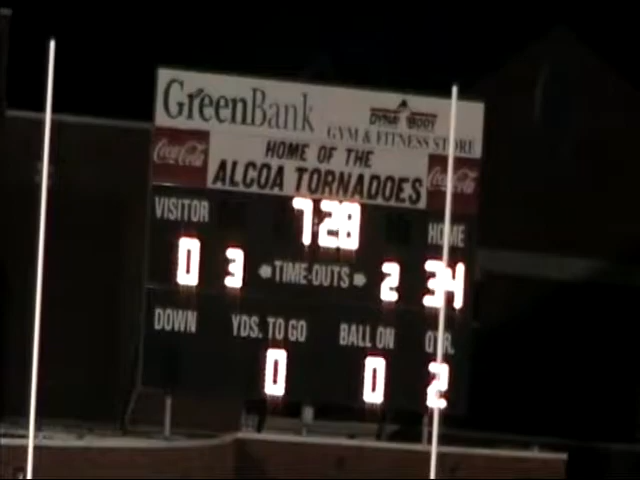 GreenBank
DYNA BODY
GYM & FITNESS STORE
Coca-Cola HOME OF THE Coca-Cola
ALCOA TORNADOES
VISITOR 7:28 HOME
0 3 TIME-OUTS 2 34
DOWN YDS. TO GO BALL ON QTR.
0 0 2